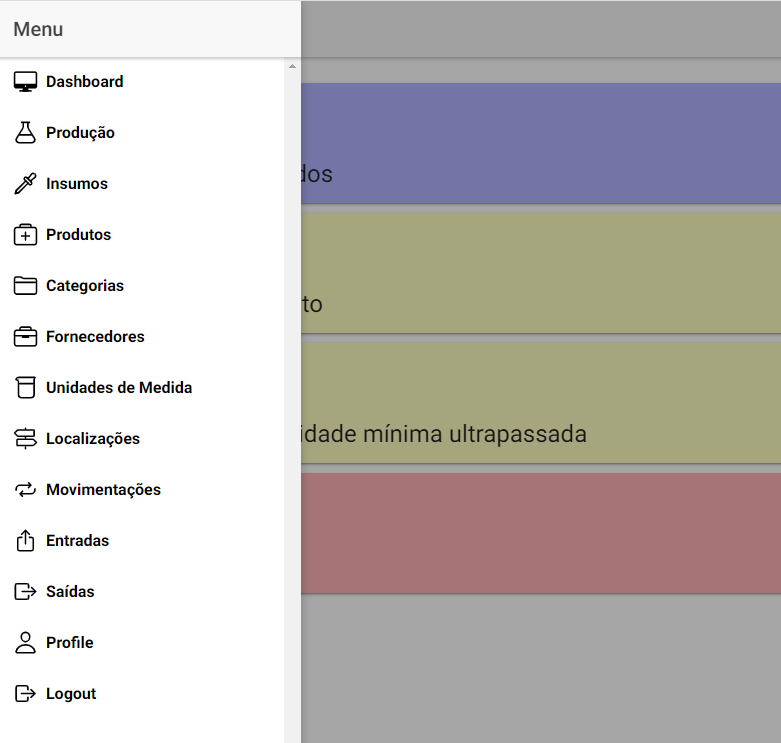 Menu
Dashboard
Produção
Insumos
Produtos
Categorias
Fornecedores
Unidades de Medida
Localizações
Movimentações
Entradas
Saídas
Profile
Logout
dos
to
idade mínima ultrapassada